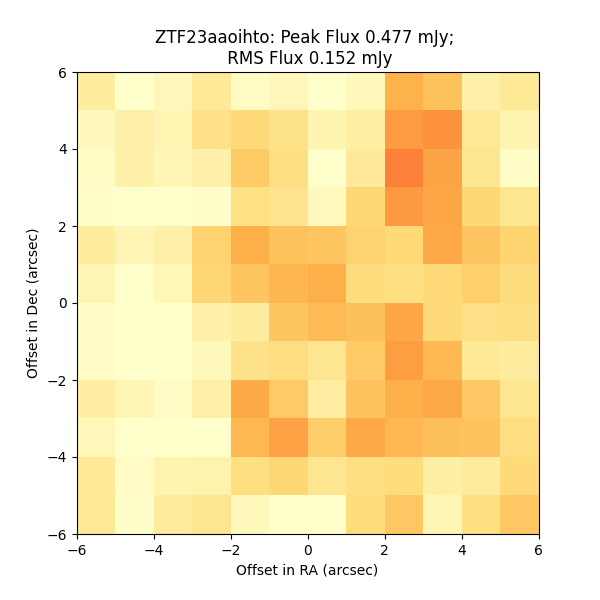 ZTF23aaoihto: Peak Flux 0.477 mJy;
RMS Flux 0.152 mJy
6
4
2
0
−2
−4
−6
Offset in Dec (arcsec)
−6 −4 −2 0 2 4 6
Offset in RA (arcsec)